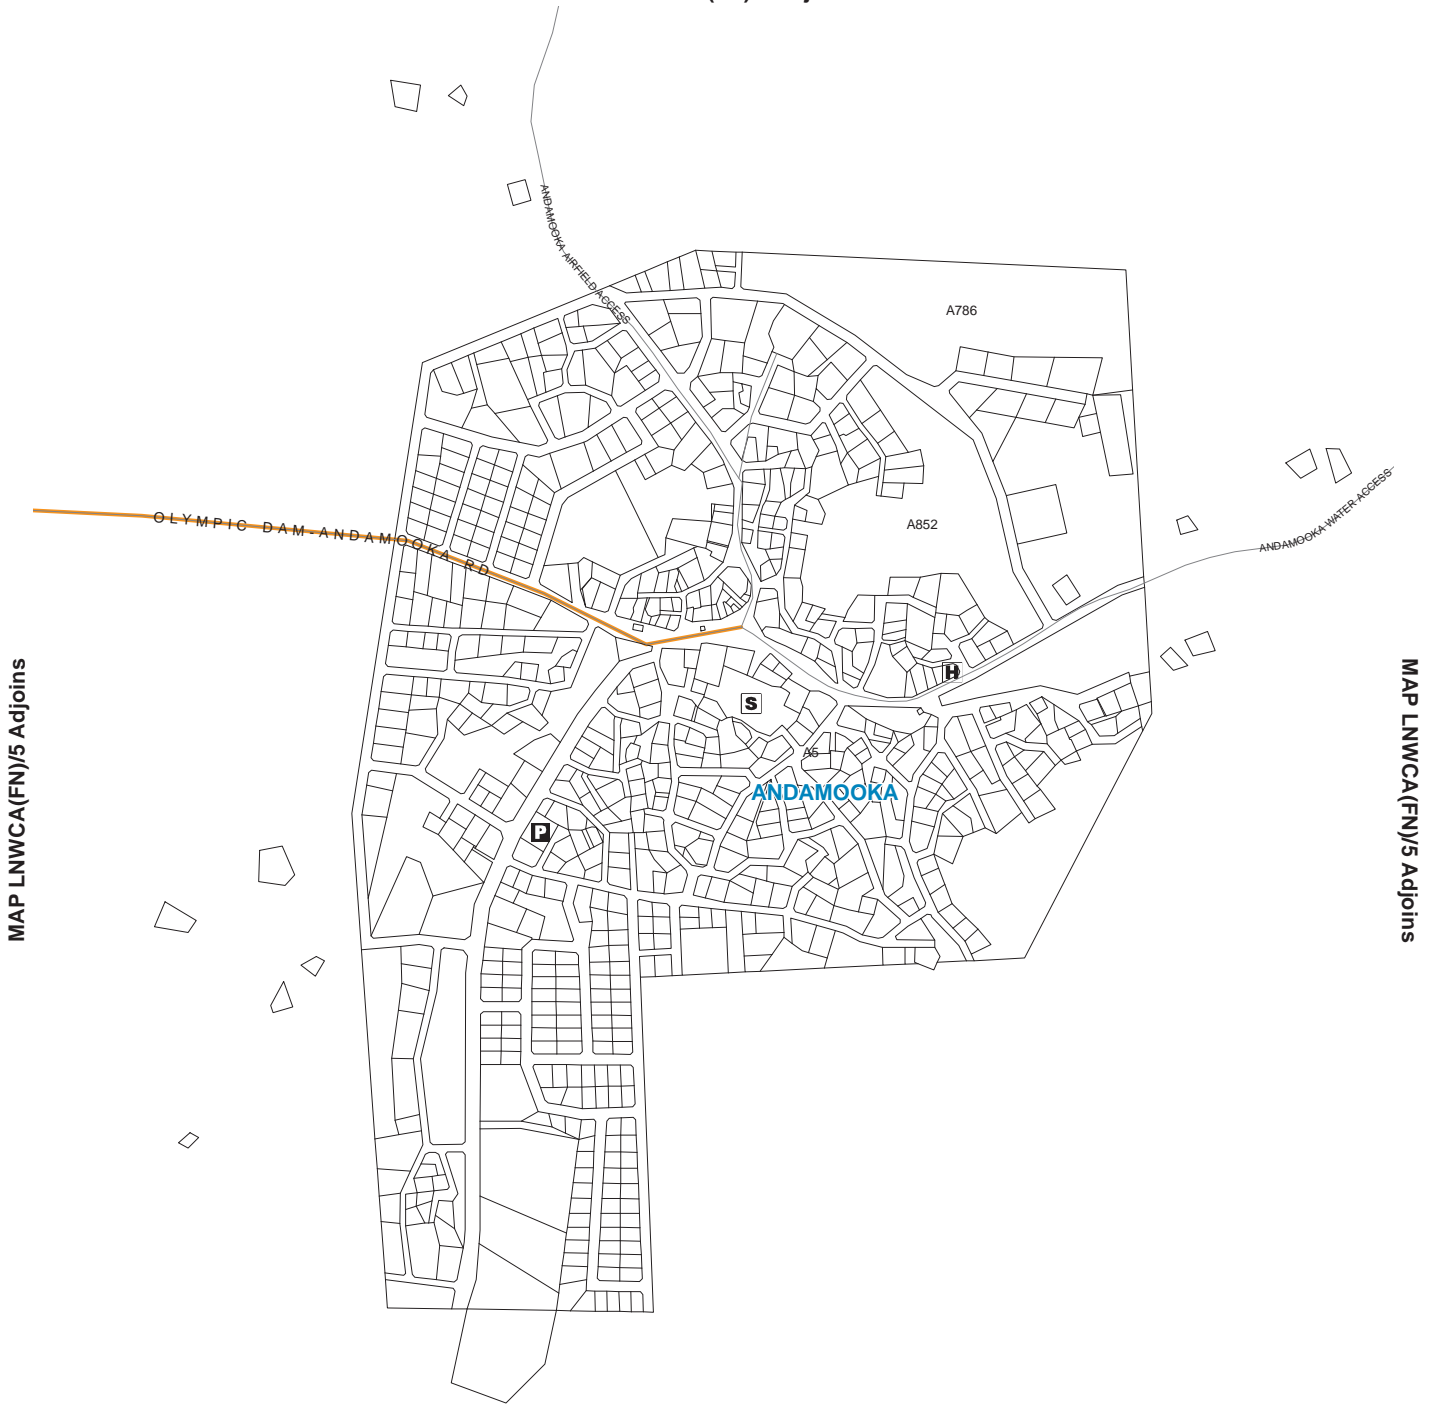 ANDAMOOKA AIRFIELD ACCESS
A786
OLYMPIC DAM-ANDAMOOKA RD
A852
ANDAMOOKA WATER ACCESS
MAP LNWCA(FN)/5 Adjoins
MAP LNWCA(FN)/5 Adjoins
H
S
A5
ANDAMOOKA
P